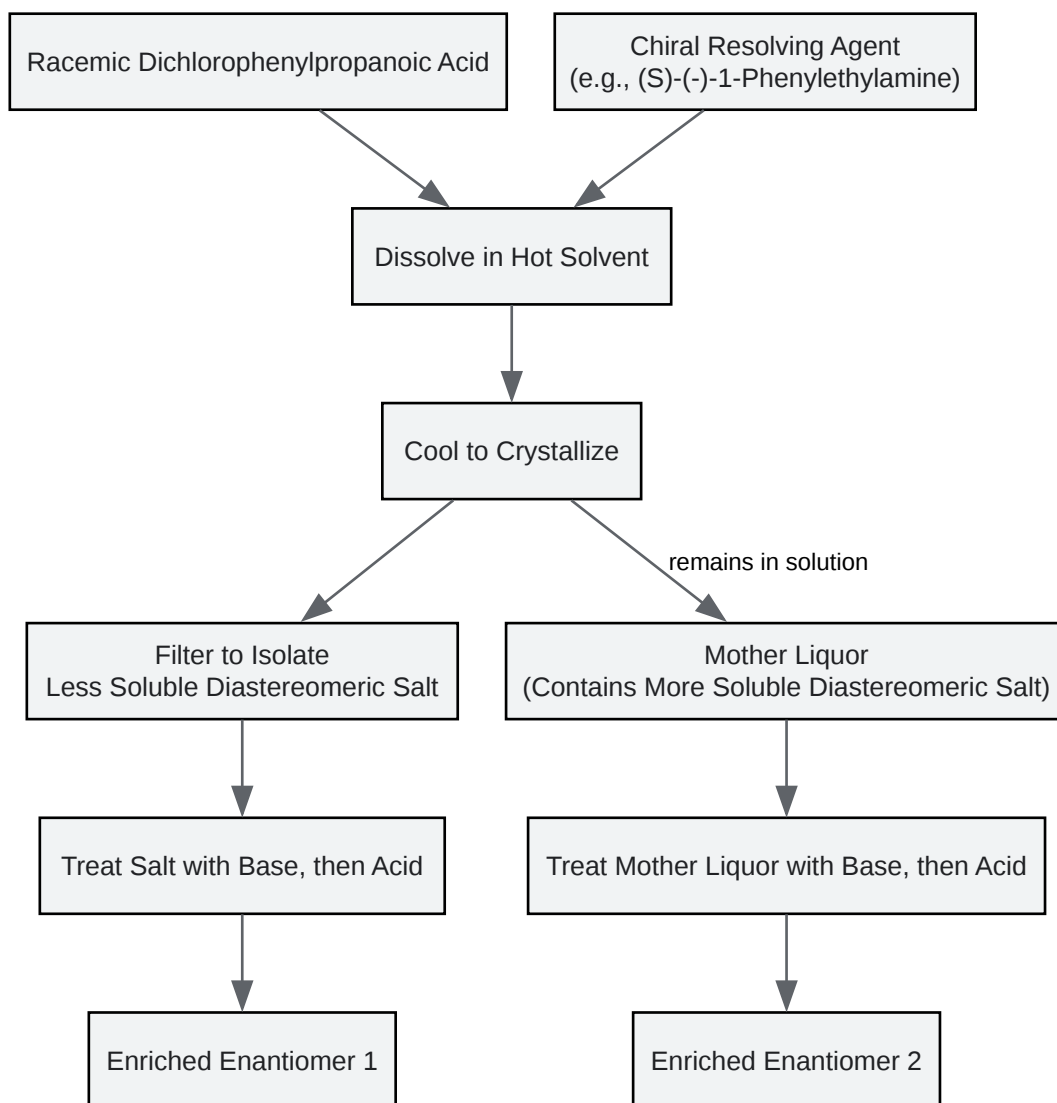 Racemic Dichlorophenylpropanoic Acid
Chiral Resolving Agent
(e.g., (S)-(-)-1-Phenylethylamine)
Dissolve in Hot Solvent
Cool to Crystallize
remains in solution
Filter to Isolate
Less Soluble Diastereomeric Salt
Mother Liquor
(Contains More Soluble Diastereomeric Salt)
Treat Salt with Base, then Acid
Treat Mother Liquor with Base, then Acid
Enriched Enantiomer 1
Enriched Enantiomer 2